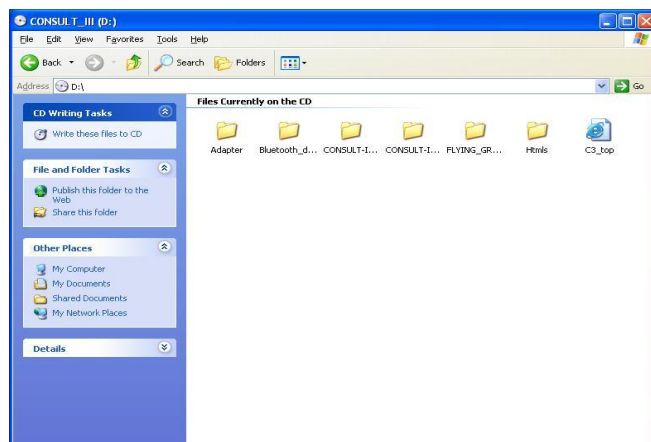 CONSULT_III (D:)
File Edit View Favorites Tools Help
Back Search Folders
Address D:\ Go
Files Currently on the CD
CD Writing Tasks
Write these files to CD
Adapter Bluetooth_d... CONSULT-I... CONSULT-I... FLYING_GR... Htmls C3_top
File and Folder Tasks
Publish this folder to the
Web
Share this folder
Other Places
My Computer
My Documents
Shared Documents
My Network Places
Details